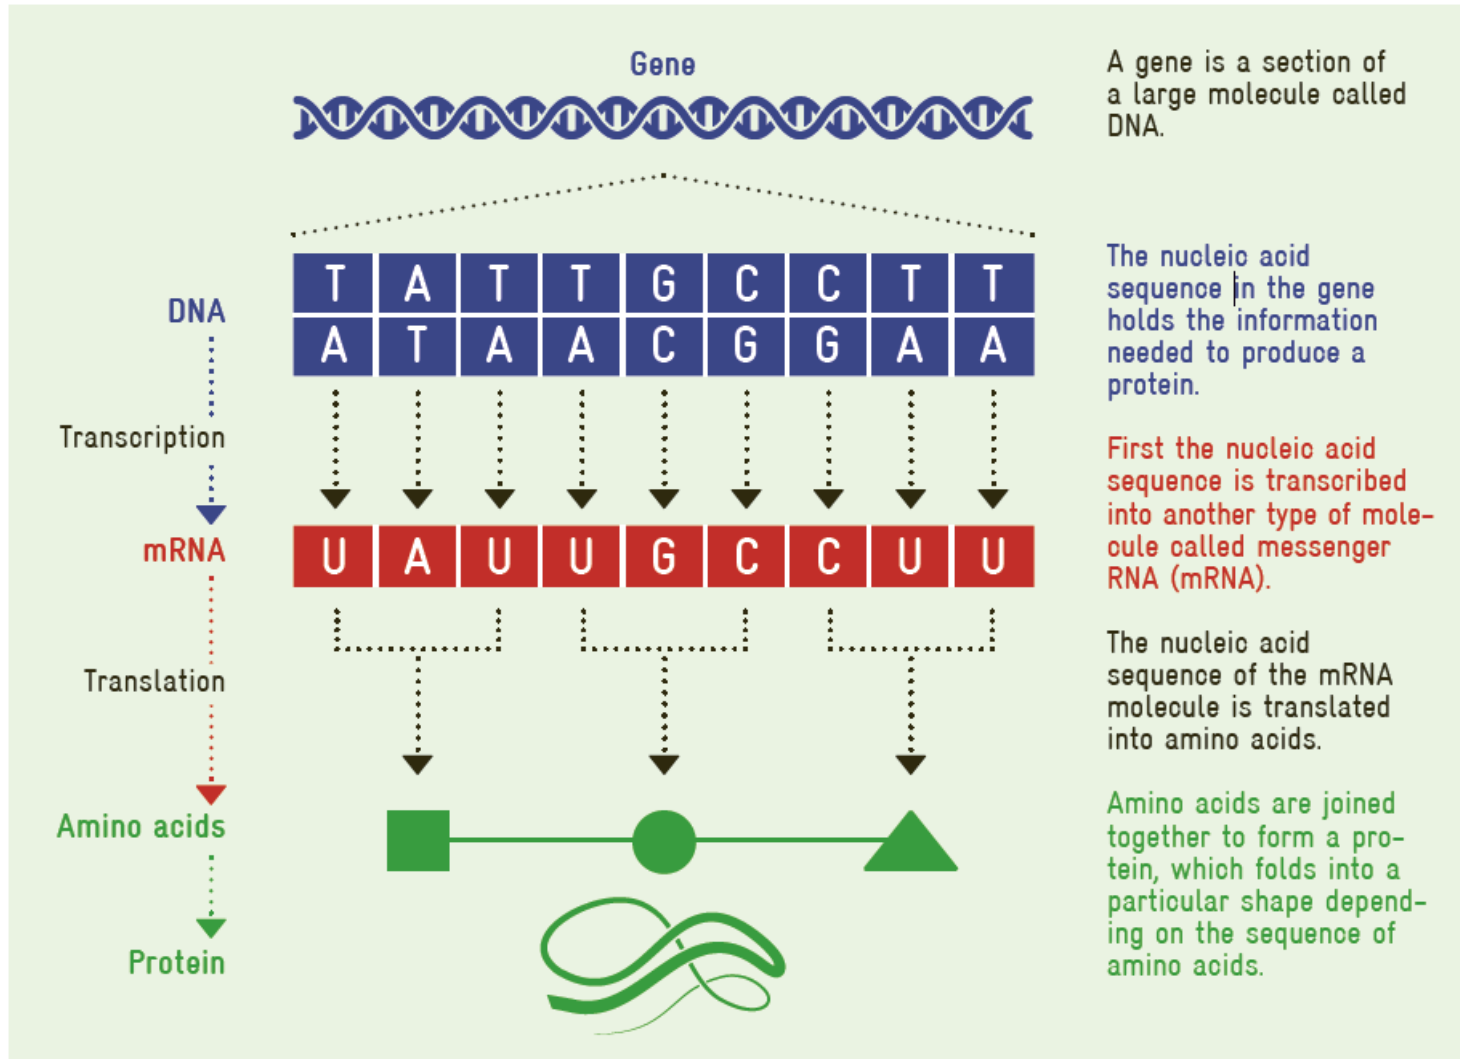 Gene
A gene is a section of
a large molecule called
DNA.
DNA
T A T T G C C T T
A T A A C G G A A
The nucleic acid
sequence in the gene
holds the information
needed to produce a
protein.
Transcription
First the nucleic acid
sequence is transcribed
into another type of mole-
cule called messenger
RNA (mRNA).
mRNA
U A U U G C C U U
Translation
The nucleic acid
sequence of the mRNA
molecule is translated
into amino acids.
Amino acids
Amino acids are joined
together to form a pro-
tein, which folds into a
particular shape depend-
ing on the sequence of
amino acids.
Protein